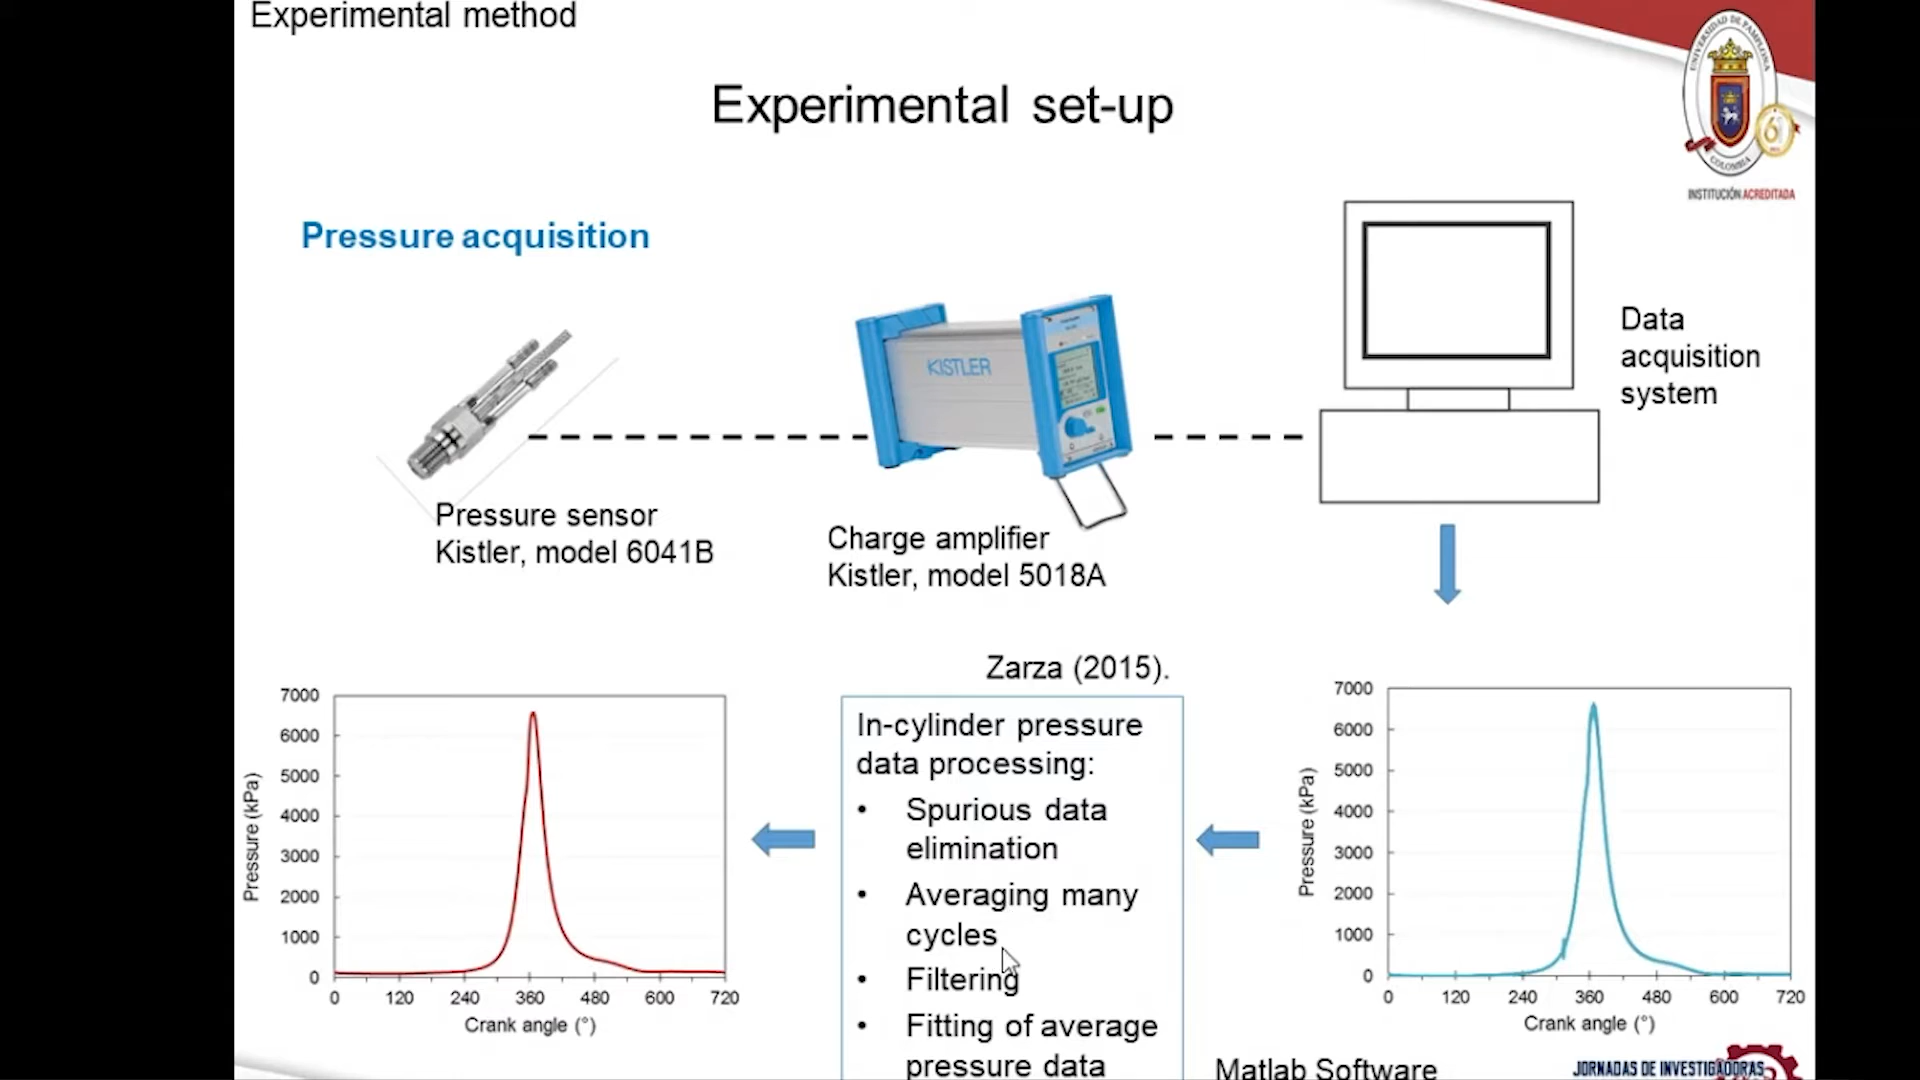 Experimental method
Experimental set-up
UNIVERSIDAD DE PAMPLONA
COLOMBIA
INSTITUCIÓN ACREDITADA
Pressure acquisition
KISTLER
Data
acquisition
system
Pressure sensor
Kistler, model 6041B
Charge amplifier
Kistler, model 5018A
Zarza (2015).
7000
6000
5000
4000
3000
2000
1000
0
Pressure (kPa)
0 120 240 360 480 600 720
Crank angle (°)
In-cylinder pressure
data processing:
• Spurious data
elimination
• Averaging many
cycles
• Filtering
• Fitting of average
pressure data
7000
6000
5000
4000
3000
2000
1000
0
Pressure (kPa)
0 120 240 360 480 600 720
Crank angle (°)
Matlab Software
JORNADAS DE INVESTIGADORAS